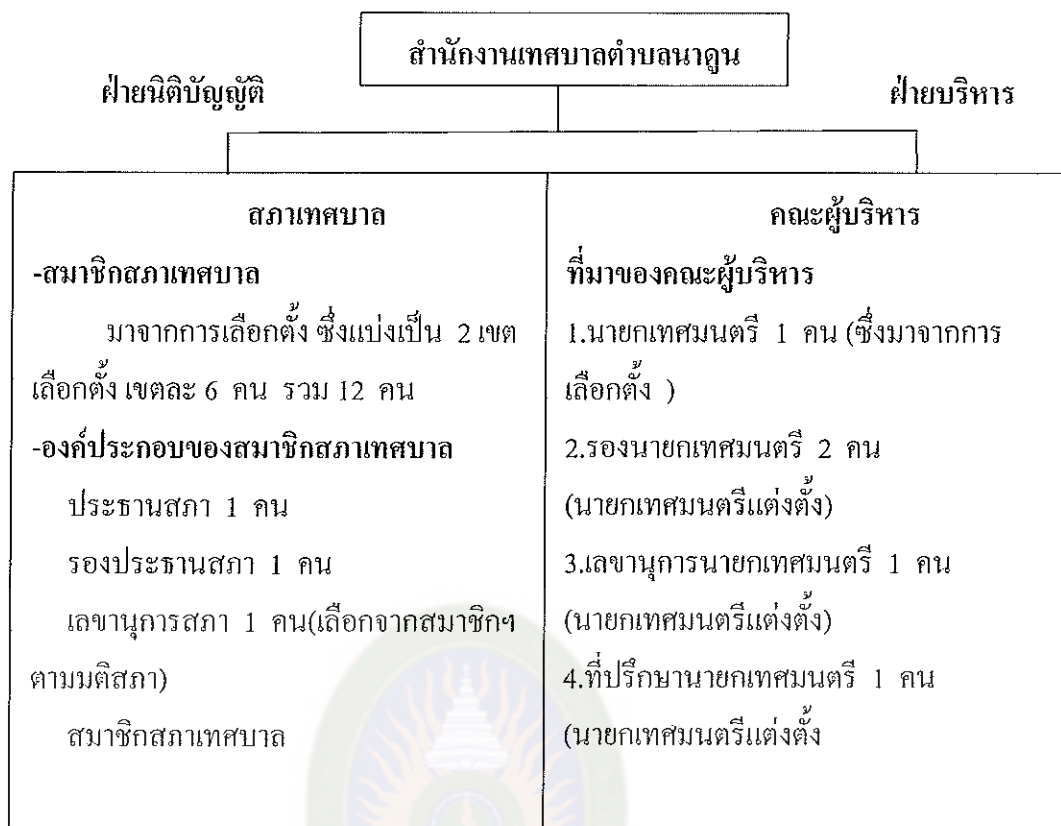 สำนักงานเทศบาลตำบลนาดูน
ฝ่ายนิติบัญญัติ
ฝ่ายบริหาร
สภาเทศบาล
-สมาชิกสภาเทศบาล
มาจากการเลือกตั้ง ซึ่งแบ่งเป็น 2 เขต
เลือกตั้ง เขตละ 6 คน รวม 12 คน
-องค์ประกอบของสมาชิกสภาเทศบาล
ประธานสภา 1 คน
รองประธานสภา 1 คน
เลขานุการสภา 1 คน(เลือกจากสมาชิกฯ
ตามมติสภา)
สมาชิกสภาเทศบาล
คณะผู้บริหาร
ที่มาของคณะผู้บริหาร
1.นายกเทศมนตรี 1 คน (ซึ่งมาจากการ
เลือกตั้ง )
2.รองนายกเทศมนตรี 2 คน
(นายกเทศมนตรีแต่งตั้ง)
3.เลขานุการนายกเทศมนตรี 1 คน
(นายกเทศมนตรีแต่งตั้ง)
4.ที่ปรึกษานายกเทศมนตรี 1 คน
(นายกเทศมนตรีแต่งตั้ง